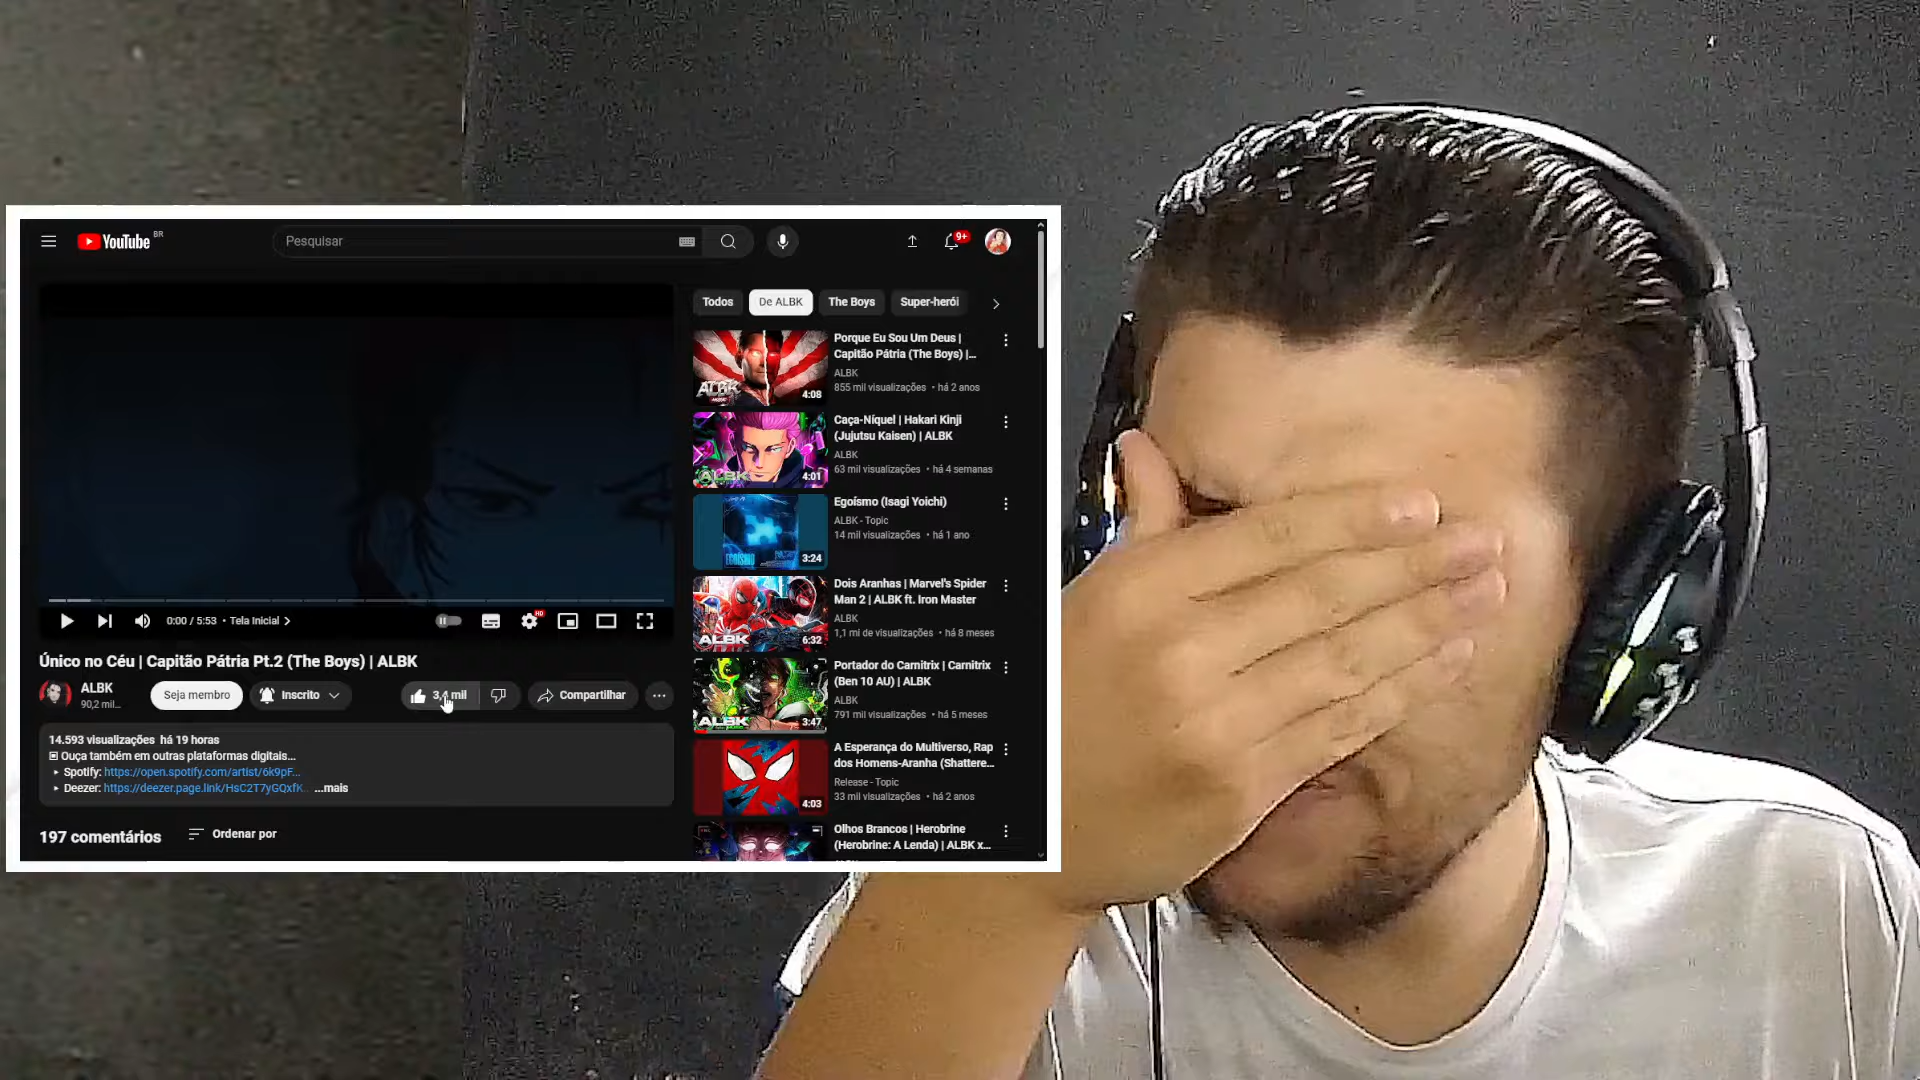 YouTube BR
Pesquisar
9+
Todos
De ALBK
The Boys
Super-herói
Porque Eu Sou Um Deus |
Capitão Pátria (The Boys) |...
ALBK
855 mil visualizações • há 2 anos
ALBK
4:08
Caça-Níquel | Hakari Kinji
(Jujutsu Kaisen) | ALBK
ALBK
63 mil visualizações • há 4 semanas
ALBK
4:01
Egoísmo (Isagi Yoichi)
ALBK - Topic
14 mil visualizações • há 1 ano
EGOÍSMO
3:24
Dois Aranhas | Marvel's Spider
Man 2 | ALBK ft. Iron Master
ALBK
1,1 mi de visualizações • há 8 meses
ALBK
6:32
Portador do Carnitrix | Carnitrix
(Ben 10 AU) | ALBK
ALBK
791 mil visualizações • há 5 meses
ALBK
3:47
A Esperança do Multiverso, Rap
dos Homens-Aranha (Shattere...
Release - Topic
33 mil visualizações • há 2 anos
4:03
Olhos Brancos | Herobrine
(Herobrine: A Lenda) | ALBK x...
0:00 / 5:53 • Tela Inicial
HD
Único no Céu | Capitão Pátria Pt.2 (The Boys) | ALBK
ALBK
90,2 mil...
Seja membro
Inscrito
mil
Compartilhar
14.593 visualizações há 19 horas
Ouça também em outras plataformas digitais...
Spotify: https://open.spotify.com/artist/6k9pF...
Deezer: https://deezer.page.link/HsC2T7yGQxfK... ...mais
197 comentários
Ordenar por